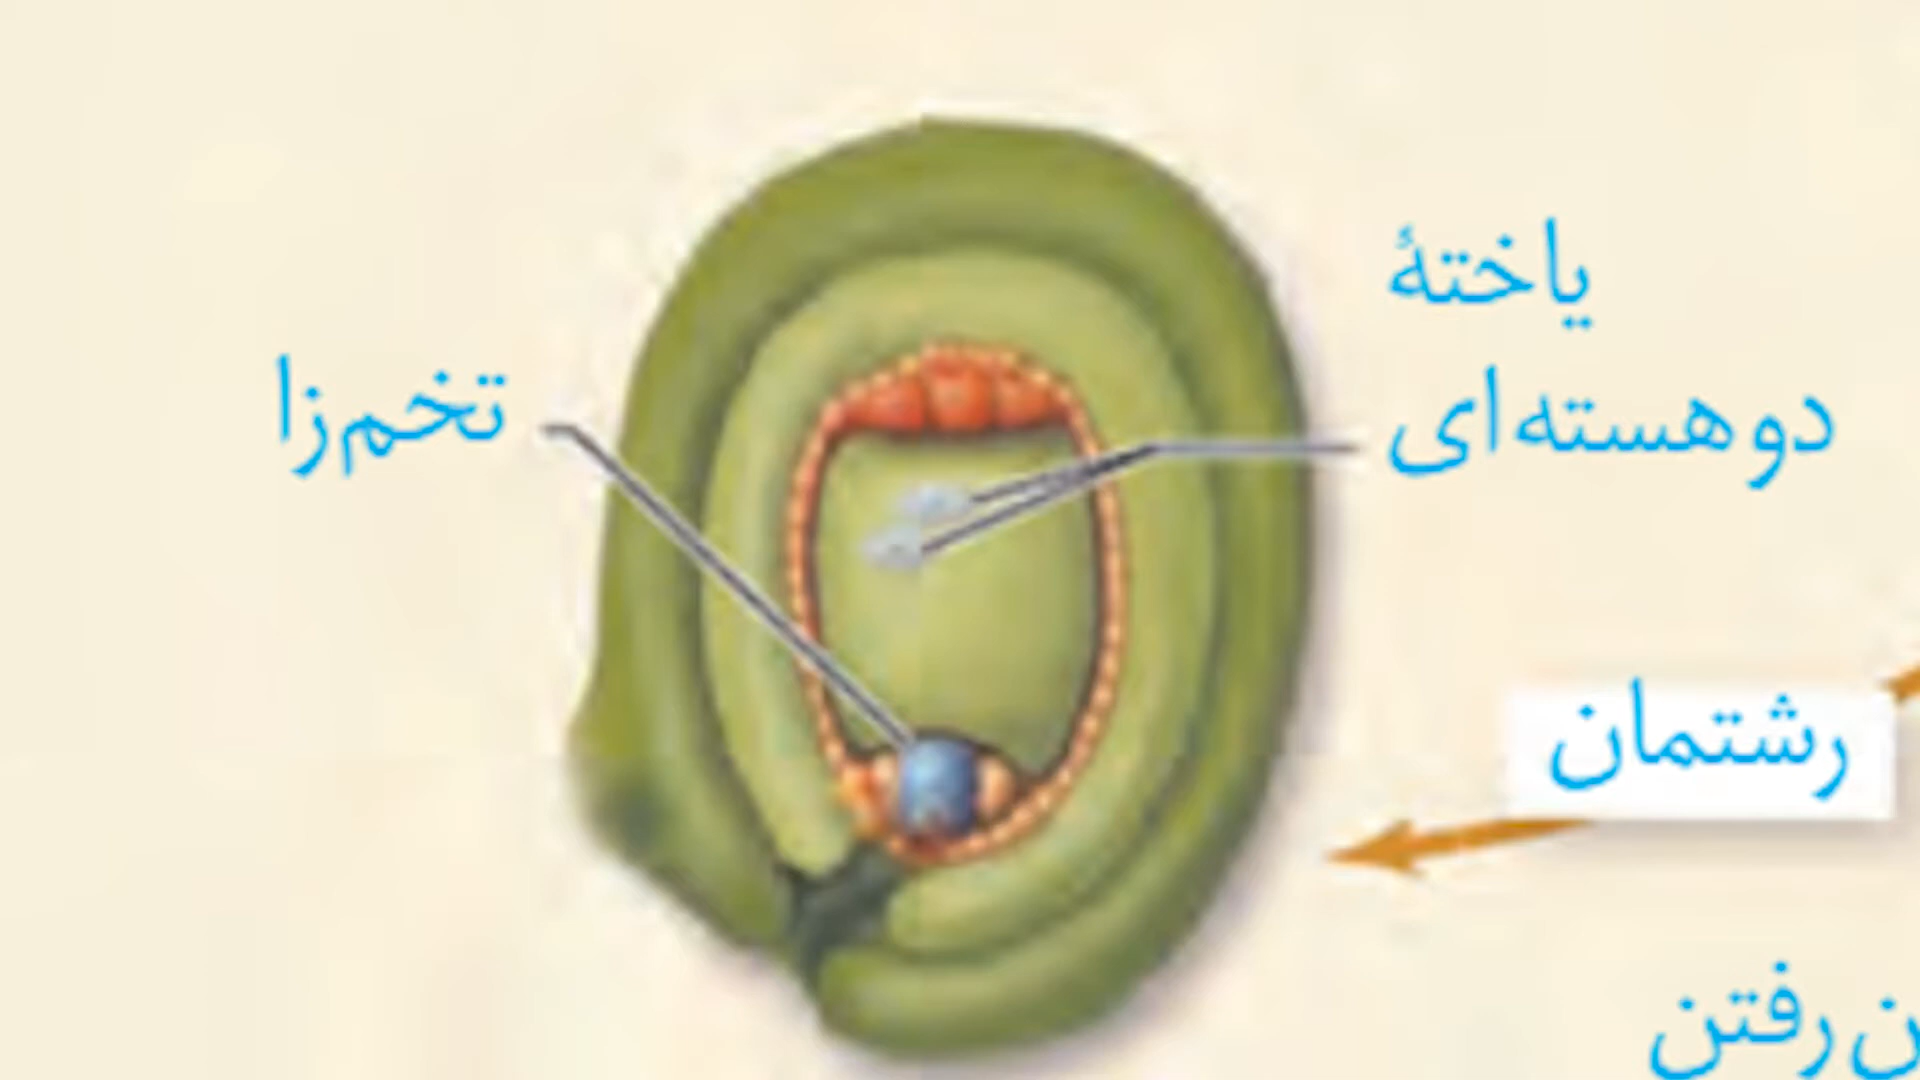 یاختهٔ
دوهسته‌ای
تخم‌زا
رشتمان
ن رفتن